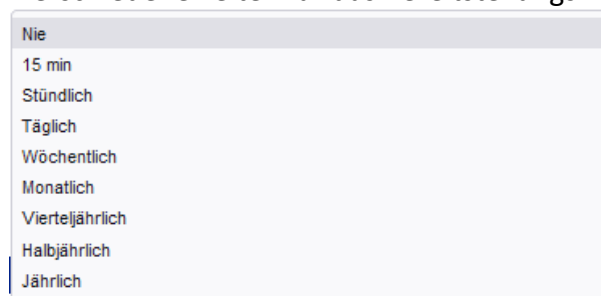 Nie
15 min
Stündlich
Täglich
Wöchentlich
Monatlich
Vierteljährlich
Halbjährlich
Jährlich